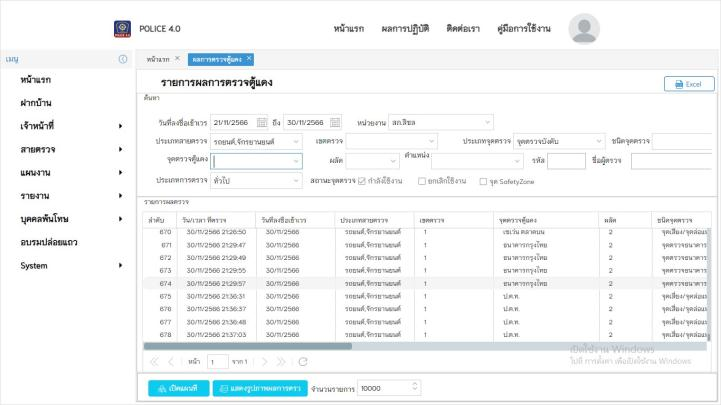 POLICE 4.0
หน้าแรก ผลการปฏิบัติ ติดต่อเรา คู่มือการใช้งาน
เมนู
หน้าแรก
ฝากบ้าน
เจ้าหน้าที่
สายตรวจ
แผนงาน
รายงาน
บุคคลพ้นโทษ
อบรมปล่อยแถว
System
หน้าแรก × ผลการตรวจตู้แดง ×
รายการผลการตรวจตู้แดง
Excel
ค้นหา
วันที่ลงชื่อเข้าเวร 21/11/2566 ถึง 30/11/2566 หน่วยงาน สภ.สิชล
ประเภทสายตรวจ รถยนต์,จักรยานยนต์ เขตตรวจ ประเภทจุดตรวจ จุดตรวจบังคับ ชนิดจุดตรวจ
จุดตรวจตู้แดง ผลัด ตำแหน่ง รหัส ชื่อผู้ตรวจ
ประเภทการตรวจ ทั่วไป สถานะจุดตรวจ กำลังใช้งาน ยกเลิกใช้งาน จุด SafetyZone
รายการผลตรวจ
ลำดับ วัน/เวลา ที่ตรวจ วันที่ลงชื่อเข้าเวร ประเภทสายตรวจ เขตตรวจ จุดตรวจตู้แดง ผลัด ชนิดจุดตรวจ
670 30/11/2566 21:26:50 30/11/2566 รถยนต์,จักรยานยนต์ 1 เซเว่น ตลาดบน 2 จุดเสี่ยง/จุดล่อแ
671 30/11/2566 21:29:47 30/11/2566 รถยนต์,จักรยานยนต์ 1 ธนาคารกรุงไทย 2 จุดตรวจธนาคาร
672 30/11/2566 21:29:49 30/11/2566 รถยนต์,จักรยานยนต์ 1 ธนาคารกรุงไทย 2 จุดตรวจธนาคาร
673 30/11/2566 21:29:55 30/11/2566 รถยนต์,จักรยานยนต์ 1 ธนาคารกรุงไทย 2 จุดตรวจธนาคาร
674 30/11/2566 21:29:57 30/11/2566 รถยนต์,จักรยานยนต์ 1 ธนาคารกรุงไทย 2 จุดตรวจธนาคาร
675 30/11/2566 21:36:31 30/11/2566 รถยนต์,จักรยานยนต์ 1 ป.ต.ท. 2 จุดเสี่ยง/จุดล่อแ
676 30/11/2566 21:36:37 30/11/2566 รถยนต์,จักรยานยนต์ 1 ป.ต.ท. 2 จุดเสี่ยง/จุดล่อแ
677 30/11/2566 21:36:48 30/11/2566 รถยนต์,จักรยานยนต์ 1 ป.ต.ท. 2 จุดเสี่ยง/จุดล่อแ
678 30/11/2566 21:37:03 30/11/2566 รถยนต์,จักรยานยนต์ 1 ป.ต.ท. 2 จุดเสี่ยง/จุดล่อแ
หน้า 1 จาก 1
เปิดใช้งาน Windows
ไปที่ การตั้งค่า เพื่อเปิดใช้งาน Windows
เปิดแผนที่ แสดงรูปภาพผลการตรว จำนวนรายการ 10000